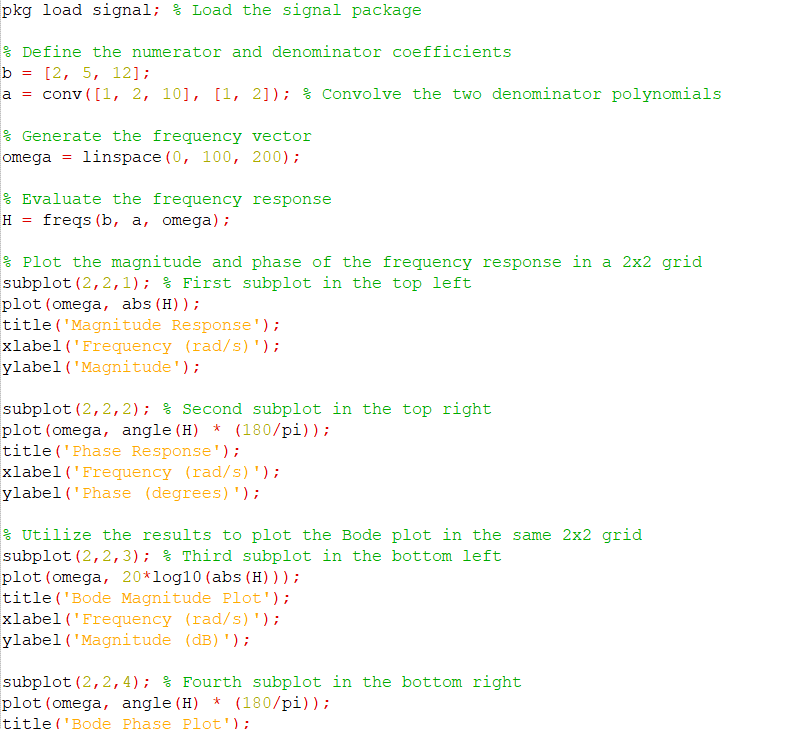 pkg load signal; % Load the signal package
% Define the numerator and denominator coefficients
b = [2, 5, 12];
a = conv([1, 2, 10], [1, 2]); % Convolve the two denominator polynomials
% Generate the frequency vector
omega = linspace(0, 100, 200);
% Evaluate the frequency response
H = freqs(b, a, omega);
% Plot the magnitude and phase of the frequency response in a 2x2 grid
subplot(2,2,1); % First subplot in the top left
plot(omega, abs(H));
title('Magnitude Response');
xlabel('Frequency (rad/s)');
ylabel('Magnitude');
subplot(2,2,2); % Second subplot in the top right
plot(omega, angle(H) * (180/pi));
title('Phase Response');
xlabel('Frequency (rad/s)');
ylabel('Phase (degrees)');
% Utilize the results to plot the Bode plot in the same 2x2 grid
subplot(2,2,3); % Third subplot in the bottom left
plot(omega, 20*log10(abs(H)));
title('Bode Magnitude Plot');
xlabel('Frequency (rad/s)');
ylabel('Magnitude (dB)');
subplot(2,2,4); % Fourth subplot in the bottom right
plot(omega, angle(H) * (180/pi));
title('Bode Phase Plot');